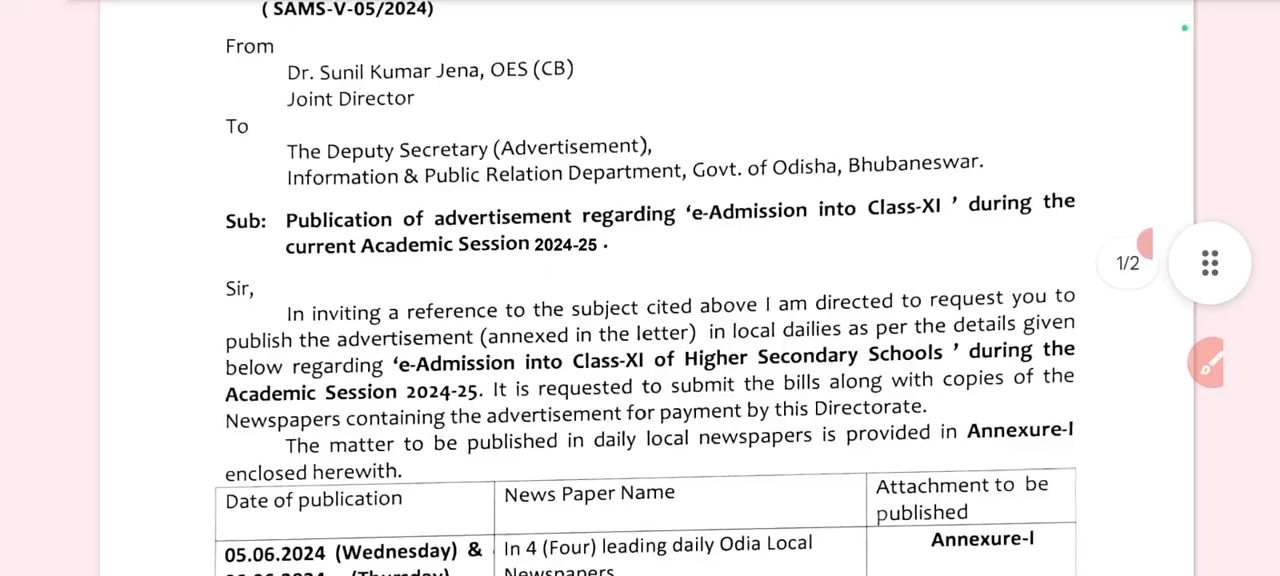 ( SAMS-V-05/2024)
From
Dr. Sunil Kumar Jena, OES (CB)
Joint Director
To
The Deputy Secretary (Advertisement),
Information & Public Relation Department, Govt. of Odisha, Bhubaneswar.
Sub: Publication of advertisement regarding ‘e-Admission into Class-XI ’ during the
current Academic Session 2024-25 .
1/2
Sir,
In inviting a reference to the subject cited above I am directed to request you to
publish the advertisement (annexed in the letter) in local dailies as per the details given
below regarding ‘e-Admission into Class-XI of Higher Secondary Schools ’ during the
Academic Session 2024-25. It is requested to submit the bills along with copies of the
Newspapers containing the advertisement for payment by this Directorate.
The matter to be published in daily local newspapers is provided in Annexure-I
enclosed herewith.
Date of publication News Paper Name Attachment to be
published
05.06.2024 (Wednesday) & In 4 (Four) leading daily Odia Local Annexure-I
(Thursday) Newspapers